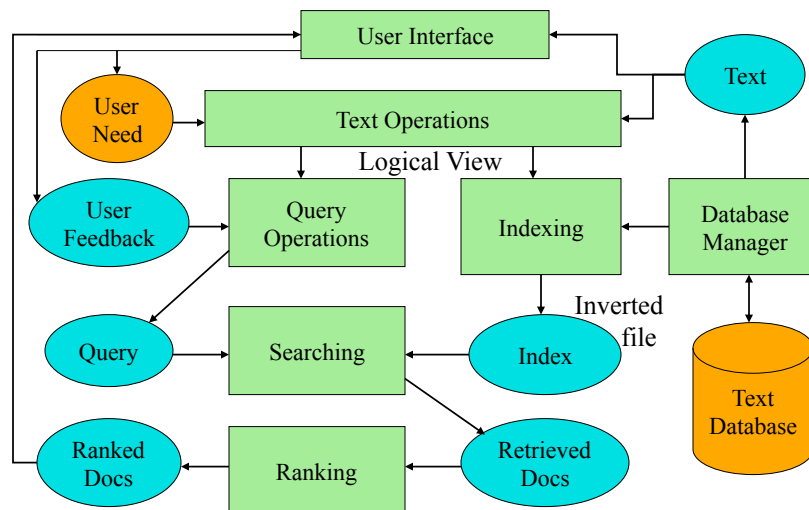 User Interface
Text
User
Need
Text Operations
Logical View
User
Feedback
Query
Operations
Indexing
Database
Manager
Inverted
file
Query
Searching
Index
Text
Database
Ranked
Docs
Ranking
Retrieved
Docs